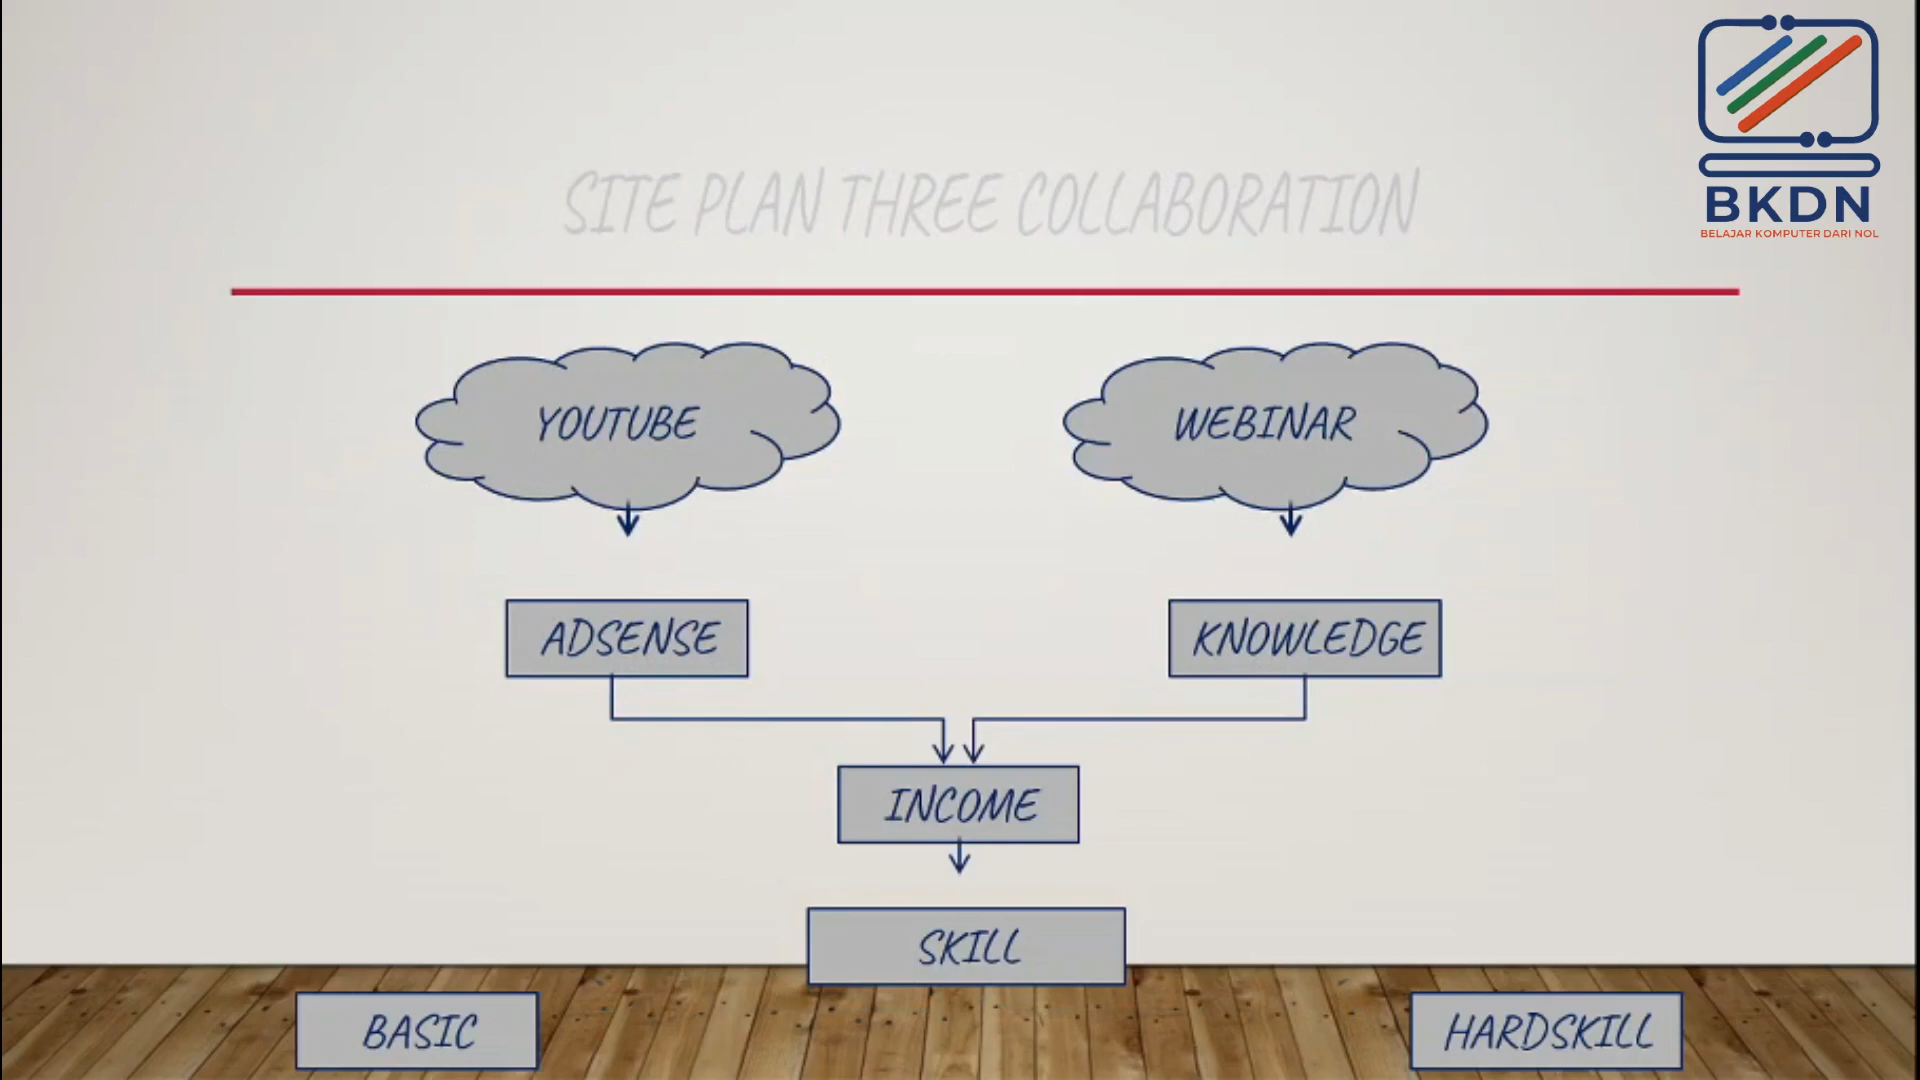 BKDN
BELAJAR KOMPUTER DARI NOL
SITE PLAN THREE COLLABORATION
YOUTUBE
WEBINAR
ADSENSE
KNOWLEDGE
INCOME
SKILL
BASIC
HARDSKILL